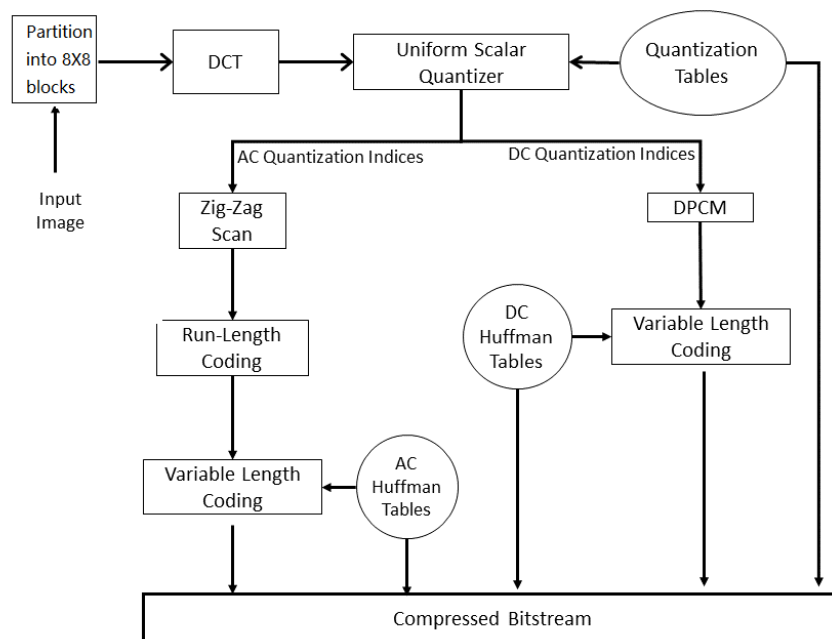 Partition
into 8X8
blocks
DCT
Uniform Scalar
Quantizer
Quantization
Tables
AC Quantization Indices
DC Quantization Indices
Input
Image
Zig-Zag
Scan
DPCM
Run-Length
Coding
DC
Huffman
Tables
Variable Length
Coding
Variable Length
Coding
AC
Huffman
Tables
Compressed Bitstream